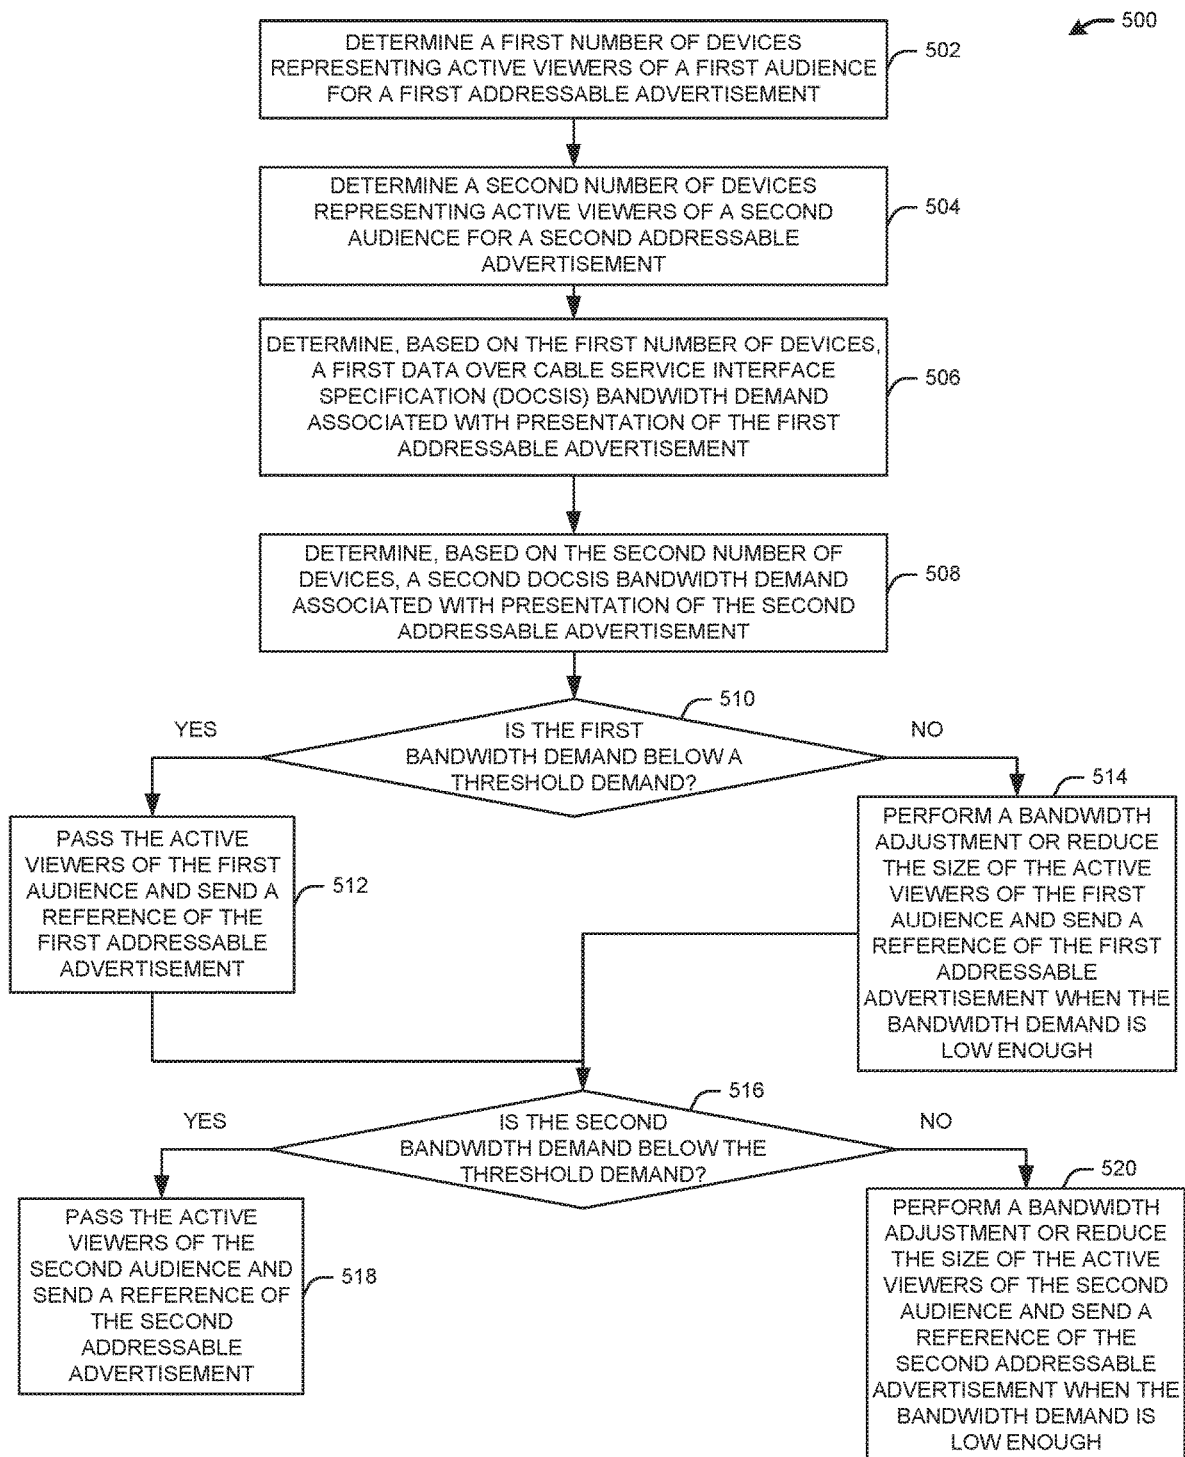 500
DETERMINE A FIRST NUMBER OF DEVICES
REPRESENTING ACTIVE VIEWERS OF A FIRST AUDIENCE
FOR A FIRST ADDRESSABLE ADVERTISEMENT
502
DETERMINE A SECOND NUMBER OF DEVICES
REPRESENTING ACTIVE VIEWERS OF A SECOND
AUDIENCE FOR A SECOND ADDRESSABLE
ADVERTISEMENT
504
DETERMINE, BASED ON THE FIRST NUMBER OF DEVICES,
A FIRST DATA OVER CABLE SERVICE INTERFACE
SPECIFICATION (DOCSIS) BANDWIDTH DEMAND
ASSOCIATED WITH PRESENTATION OF THE FIRST
ADDRESSABLE ADVERTISEMENT
506
DETERMINE, BASED ON THE SECOND NUMBER OF
DEVICES, A SECOND DOCSIS BANDWIDTH DEMAND
ASSOCIATED WITH PRESENTATION OF THE SECOND
ADDRESSABLE ADVERTISEMENT
508
510
YES
IS THE FIRST
BANDWIDTH DEMAND BELOW A
THRESHOLD DEMAND?
NO
PASS THE ACTIVE
VIEWERS OF THE FIRST
AUDIENCE AND SEND A
REFERENCE OF THE
FIRST ADDRESSABLE
ADVERTISEMENT
512
514
PERFORM A BANDWIDTH
ADJUSTMENT OR REDUCE
THE SIZE OF THE ACTIVE
VIEWERS OF THE FIRST
AUDIENCE AND SEND A
REFERENCE OF THE FIRST
ADDRESSABLE
ADVERTISEMENT WHEN THE
BANDWIDTH DEMAND IS
LOW ENOUGH
516
YES
IS THE SECOND
BANDWIDTH DEMAND BELOW THE
THRESHOLD DEMAND?
NO
PASS THE ACTIVE
VIEWERS OF THE
SECOND AUDIENCE AND
SEND A REFERENCE OF
THE SECOND
ADDRESSABLE
ADVERTISEMENT
518
520
PERFORM A BANDWIDTH
ADJUSTMENT OR REDUCE
THE SIZE OF THE ACTIVE
VIEWERS OF THE SECOND
AUDIENCE AND SEND A
REFERENCE OF THE
SECOND ADDRESSABLE
ADVERTISEMENT WHEN THE
BANDWIDTH DEMAND IS
LOW ENOUGH